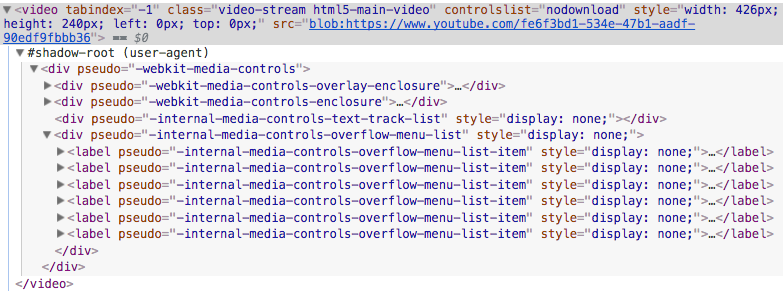 ▼<video tabindex="-1" class="video-stream html5-main-video" controlslist="nodownload" style="width: 426px;
height: 240px; left: 0px; top: 0px;" src="blob:https://www.youtube.com/fe6f3bd1-534e-47b1-aadf-
90edf9fbbb36"> == $0
▼#shadow-root (user-agent)
▼<div pseudo="-webkit-media-controls">
▶<div pseudo="-webkit-media-controls-overlay-enclosure">…</div>
▶<div pseudo="-webkit-media-controls-enclosure">…</div>
<div pseudo="-internal-media-controls-text-track-list" style="display: none;"></div>
▼<div pseudo="-internal-media-controls-overflow-menu-list" style="display: none;">
▶<label pseudo="-internal-media-controls-overflow-menu-list-item" style="display: none;">…</label>
▶<label pseudo="-internal-media-controls-overflow-menu-list-item" style="display: none;">…</label>
▶<label pseudo="-internal-media-controls-overflow-menu-list-item" style="display: none;">…</label>
▶<label pseudo="-internal-media-controls-overflow-menu-list-item" style="display: none;">…</label>
▶<label pseudo="-internal-media-controls-overflow-menu-list-item" style="display: none;">…</label>
▶<label pseudo="-internal-media-controls-overflow-menu-list-item" style="display: none;">…</label>
</div>
</div>
</video>